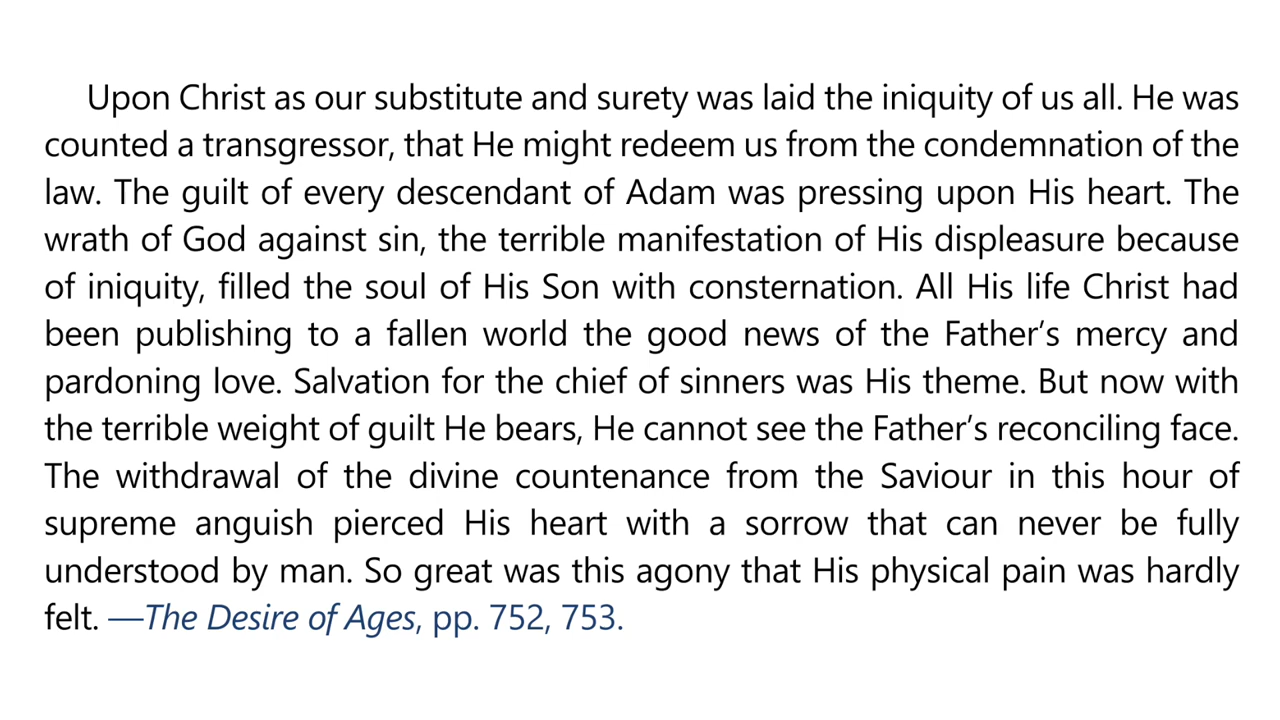 Upon Christ as our substitute and surety was laid the iniquity of us all. He was
counted a transgressor, that He might redeem us from the condemnation of the
law. The guilt of every descendant of Adam was pressing upon His heart. The
wrath of God against sin, the terrible manifestation of His displeasure because
of iniquity, filled the soul of His Son with consternation. All His life Christ had
been publishing to a fallen world the good news of the Father’s mercy and
pardoning love. Salvation for the chief of sinners was His theme. But now with
the terrible weight of guilt He bears, He cannot see the Father’s reconciling face.
The withdrawal of the divine countenance from the Saviour in this hour of
supreme anguish pierced His heart with a sorrow that can never be fully
understood by man. So great was this agony that His physical pain was hardly
felt. —The Desire of Ages, pp. 752, 753.